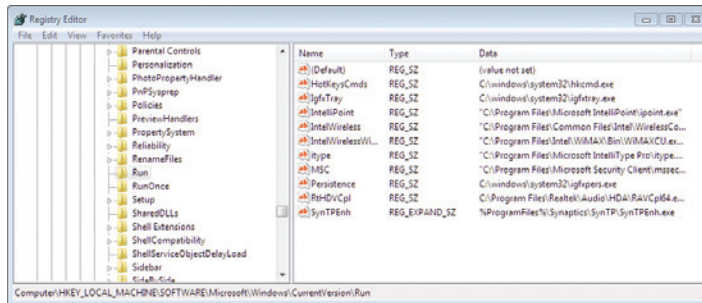 Registry Editor
File Edit View Favorites Help
Parental Controls
Personalization
PhotoPropertyHandler
PnPSysprep
Policies
PreviewHandlers
PropertySystem
Reliability
RenameFiles
Run
RunOnce
Setup
SharedDLLs
Shell Extensions
ShellCompatibility
ShellServiceObjectDelayLoad
Sidebar
SideBySide
Name Type Data
(Default) REG_SZ (value not set)
HotKeysCmds REG_SZ C:\windows\system32\hkcmd.exe
IgfxTray REG_SZ C:\windows\system32\igfxtray.exe
IntelliPoint REG_SZ "C:\Program Files\Microsoft IntelliPoint\ipoint.exe"
IntelWireless REG_SZ "C:\Program Files\Common Files\Intel\WirelessCo...
IntelWirelessWi... REG_SZ "C:\Program Files\Intel\WiMAX\Bin\WiMAXCU.ex...
itype REG_SZ "C:\Program Files\Microsoft IntelliType Pro\itype....
MSC REG_SZ "C:\Program Files\Microsoft Security Client\mssec...
Persistence REG_SZ C:\windows\system32\igfxpers.exe
RtHDVCpl REG_SZ C:\Program Files\Realtek\Audio\HDA\RAVCpl64.e...
SynTPEnh REG_EXPAND_SZ %ProgramFiles%\Synaptics\SynTP\SynTPEnh.exe
Computer\HKEY_LOCAL_MACHINE\SOFTWARE\Microsoft\Windows\CurrentVersion\Run